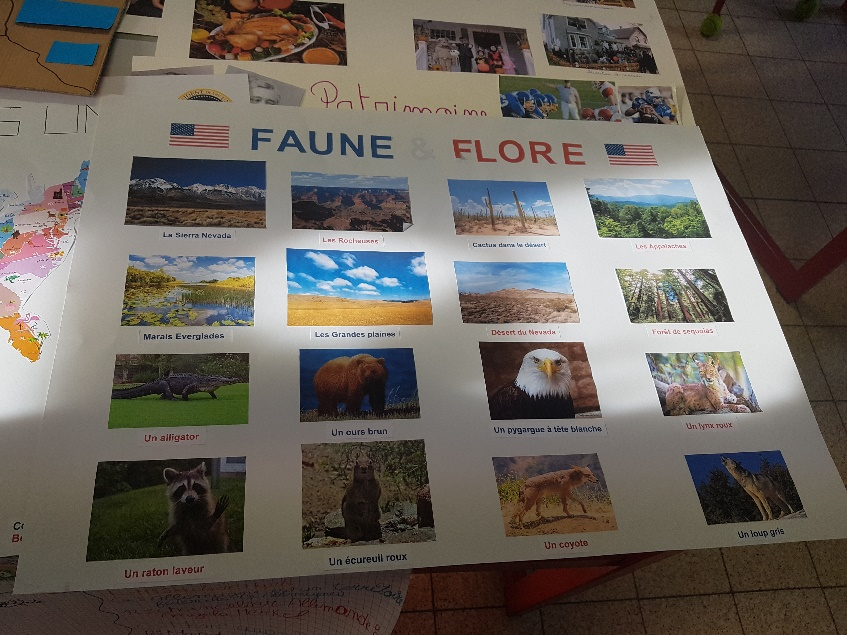 Patrimoine
FAUNE & FLORE
La Sierra Nevada
Les Rocheuses
Cactus dans le désert
Les Appalaches
Marais Everglades
Les Grandes plaines
Désert du Nevada
Forêt de sequoias
Un alligator
Un ours brun
Un pygargue à tête blanche
Un lynx roux
Un raton laveur
Un écureuil roux
Un coyote
Un loup gris